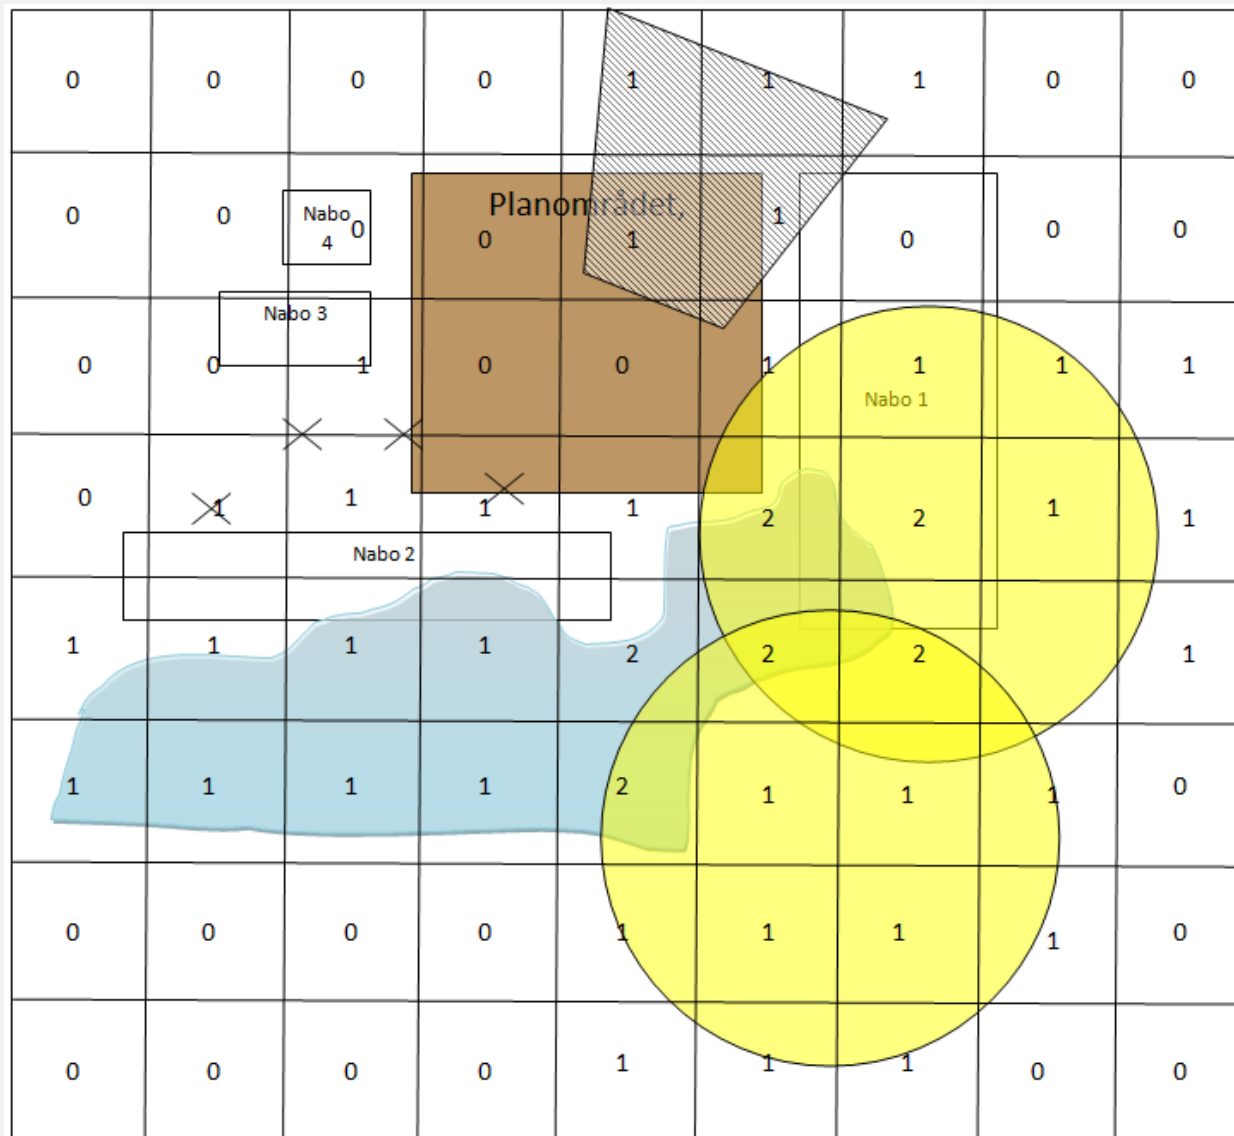 0 0 0 0 1 1 1 0 0
Planområdet,
0 0 Nabo 0 0 1 1 0 0 0
4
Nabo 3
0 0 1 0 0 1 1 1 1
Nabo 1
0 1 1 1 1 2 2 1 1
Nabo 2
1 1 1 1 2 2 2 1
1 1 1 1 2 1 1 1 0
0 0 0 0 1 1 1 1 0
0 0 0 0 1 1 1 0 0